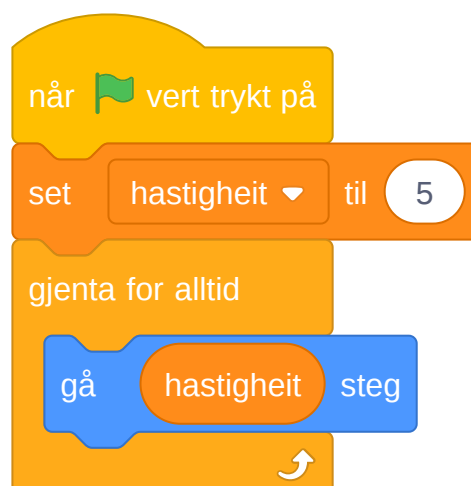 når vert trykt på
set hastigheit til 5
gjenta for alltid
gå hastigheit steg